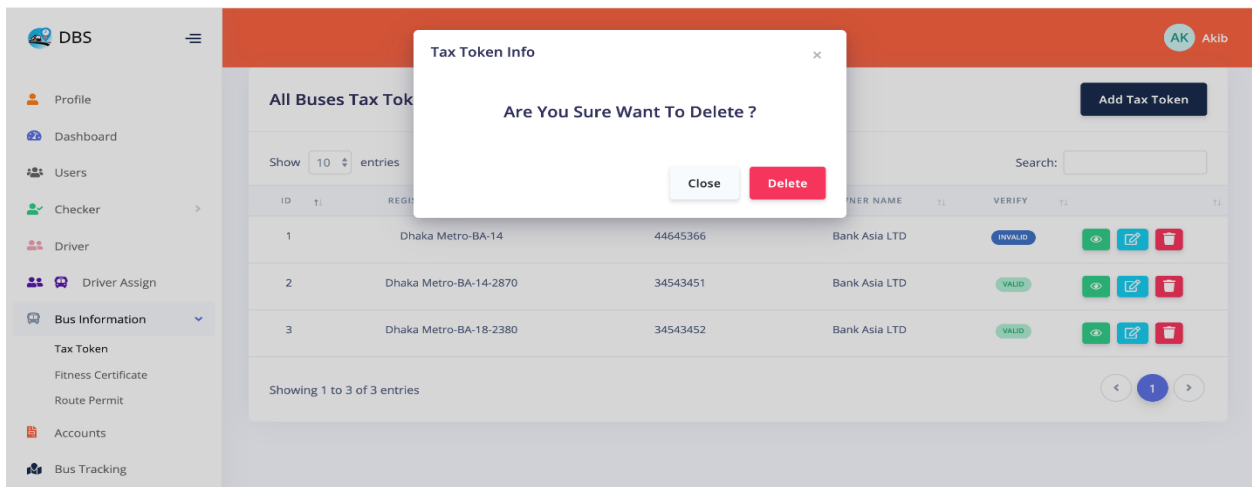 DBS
AK Akib
Tax Token Info ×
Are You Sure Want To Delete ?
Close Delete
Profile
Dashboard
Users
Checker
Driver
Driver Assign
Bus Information
Tax Token
Fitness Certificate
Route Permit
Accounts
Bus Tracking
All Buses Tax Tok
Add Tax Token
Show 10 entries Search:
ID REGI NER NAME VERIFY
1 Dhaka Metro-BA-14 44645366 Bank Asia LTD INVALID
2 Dhaka Metro-BA-14-2870 34543451 Bank Asia LTD VALID
3 Dhaka Metro-BA-18-2380 34543452 Bank Asia LTD VALID
Showing 1 to 3 of 3 entries
1